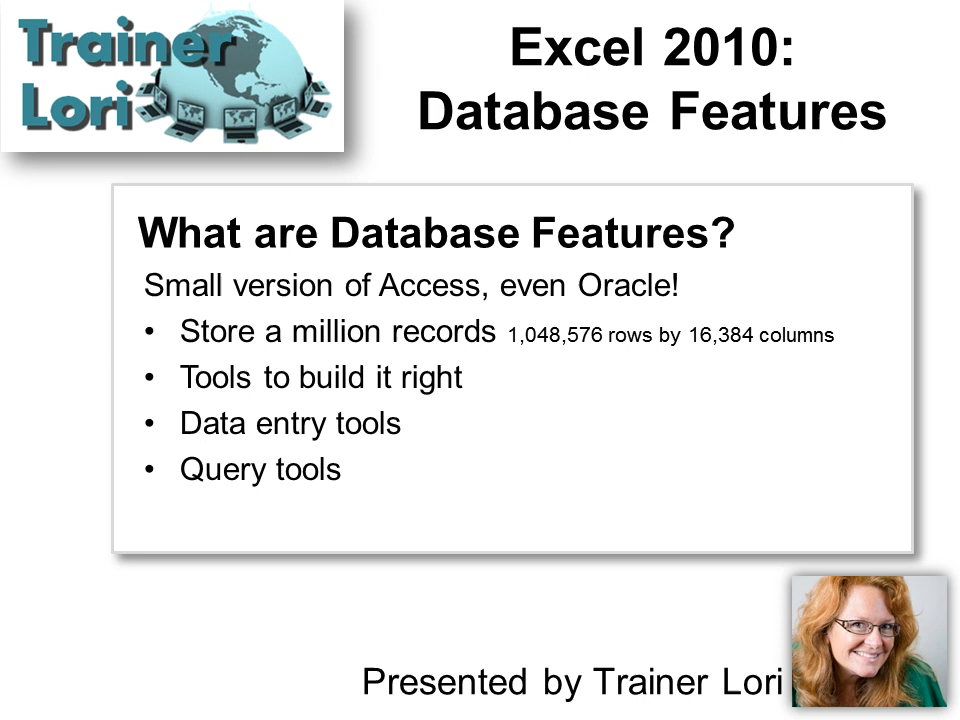 Trainer
Lori
Excel 2010:
Database Features
What are Database Features?
Small version of Access, even Oracle!
• Store a million records 1,048,576 rows by 16,384 columns
• Tools to build it right
• Data entry tools
• Query tools
Presented by Trainer Lori